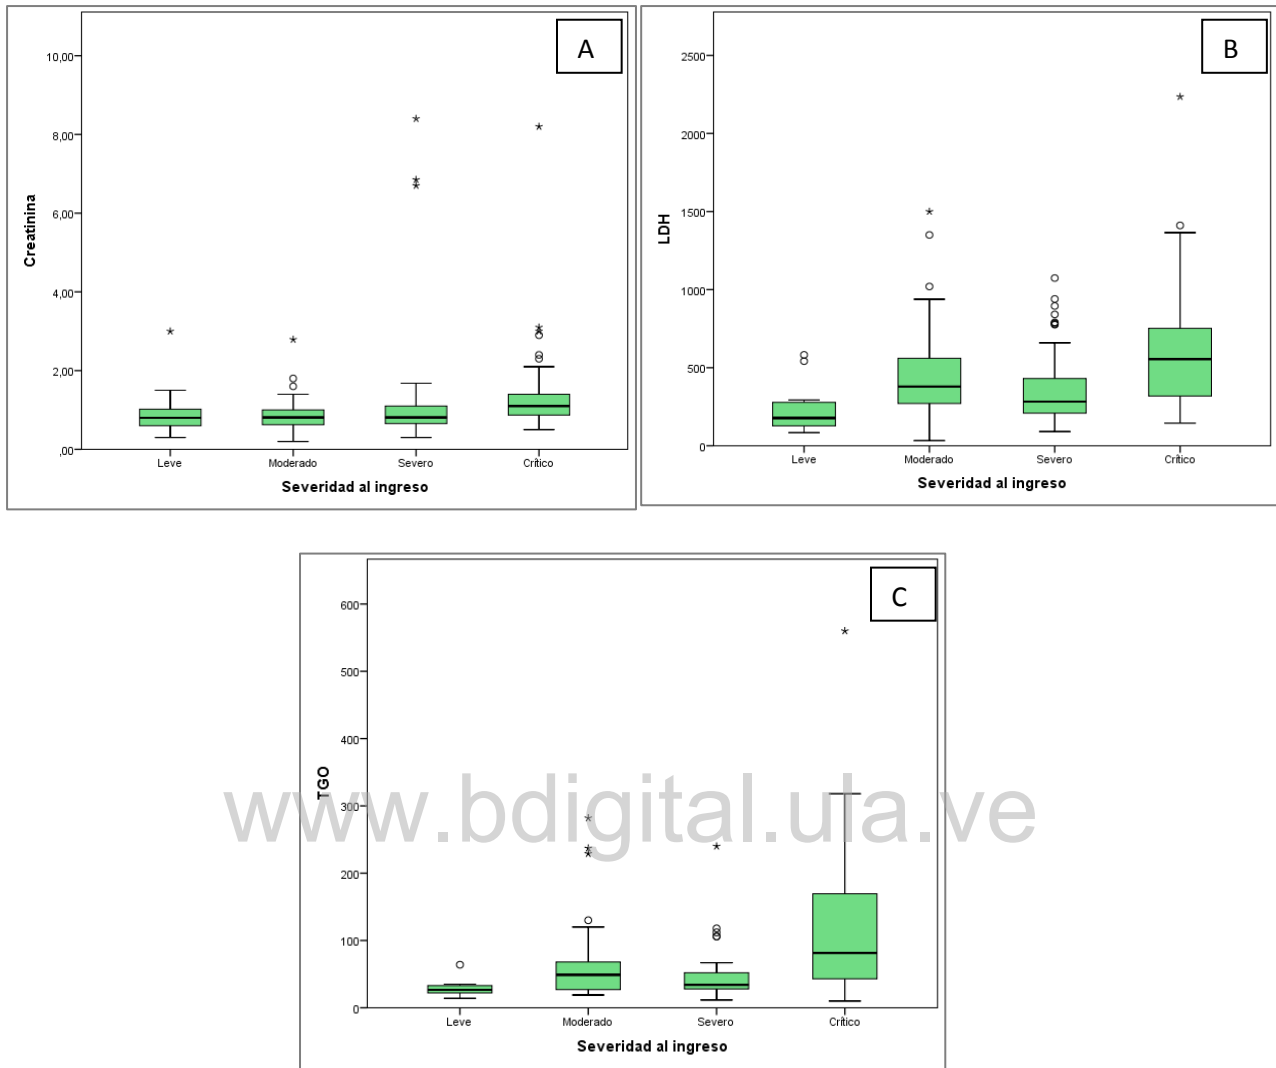 A
10,00
8,00
6,00
4,00
2,00
,00
Creatinina
Leve Moderado Severo Crítico
Severidad al ingreso
B
2500
2000
1500
1000
500
0
LDH
Leve Moderado Severo Crítico
Severidad al ingreso
C
600
500
400
300
200
100
0
TGO
Leve Moderado Severo Crítico
Severidad al ingreso
www.bdigital.ula.ve